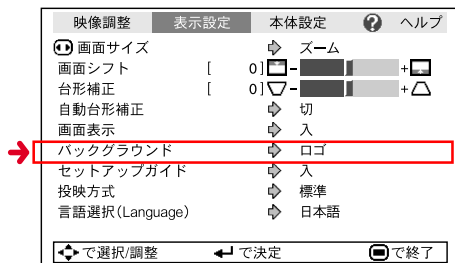 映像調整 表示設定 本体設定 ? ヘルプ
画面サイズ ズーム
画面シフト [ 0] - +
台形補正 [ 0] - +
自動台形補正 切
画面表示 入
バックグラウンド ロゴ
セットアップガイド 入
投映方式 標準
言語選択(Language) 日本語
で選択/調整 で決定 で終了